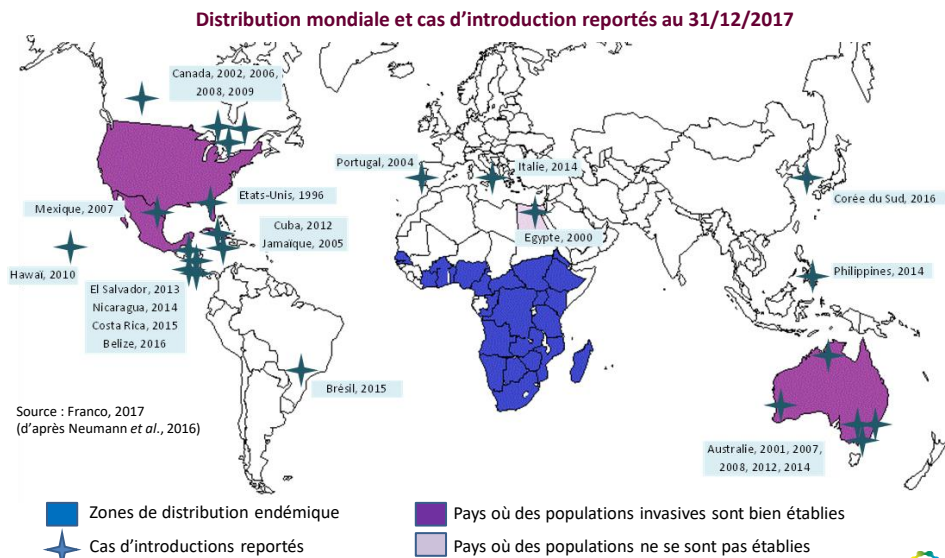 Distribution mondiale et cas d’introduction reportés au 31/12/2017
Canada, 2002, 2006,
2008, 2009
Portugal, 2004
Italie, 2014
Etats-Unis, 1996
Mexique, 2007
Corée du Sud, 2016
Cuba, 2012
Jamaïque, 2005
Egypte, 2000
Hawaï, 2010
Philippines, 2014
El Salvador, 2013
Nicaragua, 2014
Costa Rica, 2015
Belize, 2016
Brésil, 2015
Source : Franco, 2017
(d’après Neumann et al., 2016)
Australie, 2001, 2007,
2008, 2012, 2014
Zones de distribution endémique
Pays où des populations invasives sont bien établies
Cas d’introductions reportés
Pays où des populations ne se sont pas établies